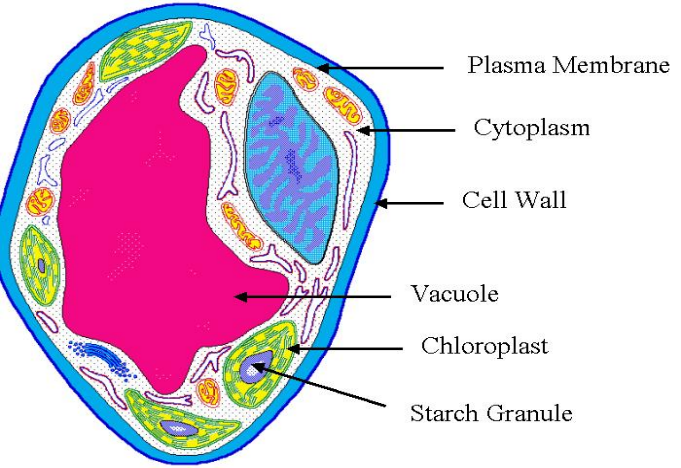 Plasma Membrane
Cytoplasm
Cell Wall
Vacuole
Chloroplast
Starch Granule